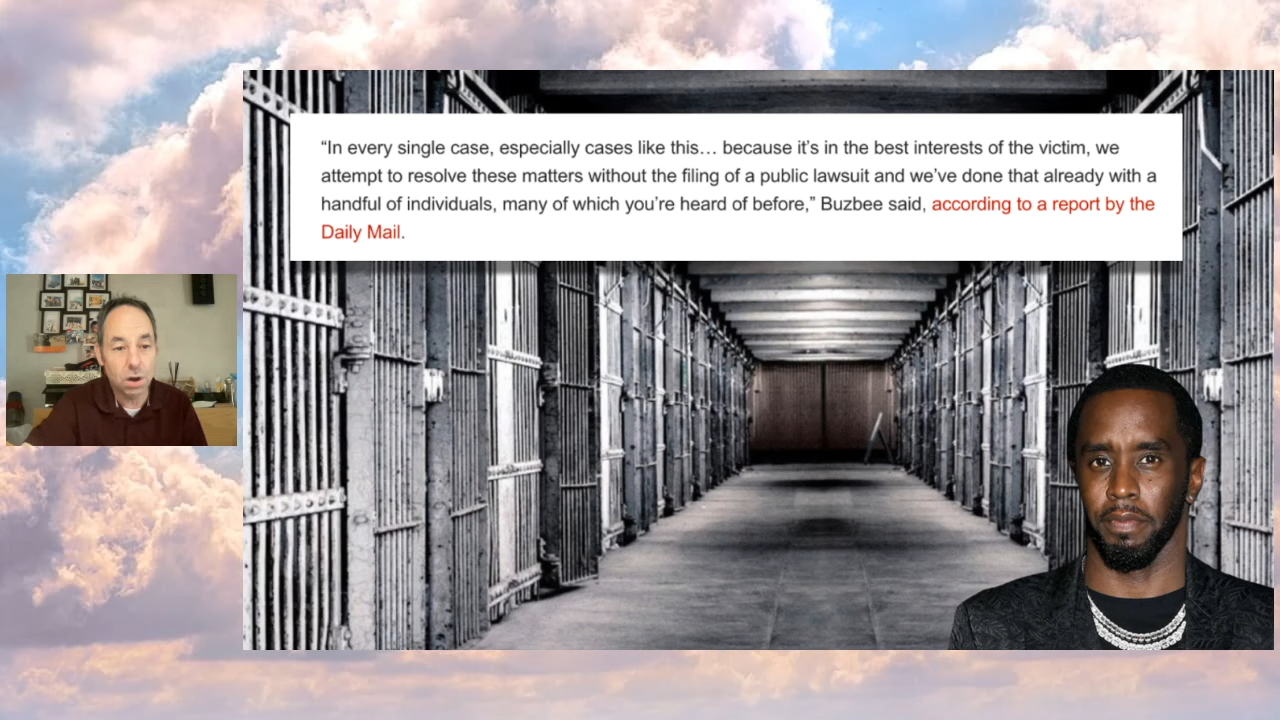 “In every single case, especially cases like this… because it’s in the best interests of the victim, we
attempt to resolve these matters without the filing of a public lawsuit and we’ve done that already with a
handful of individuals, many of which you’re heard of before,” Buzbee said, according to a report by the
Daily Mail.